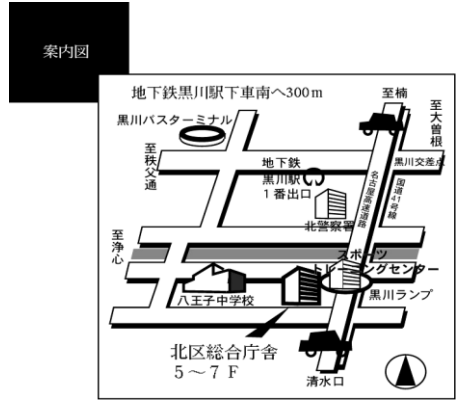 案内図
地下鉄黒川駅下車南へ300m
至楠
至大曽根
黒川バスターミナル
至秩父通
地下鉄
黒川駅
1番出口
黒川交差点
名古屋高速道路
国道41号線
北警察署
至浄心
スポーツ
トレーニングセンター
八王子中学校
黒川ランプ
北区総合庁舎
5～7F
清水口